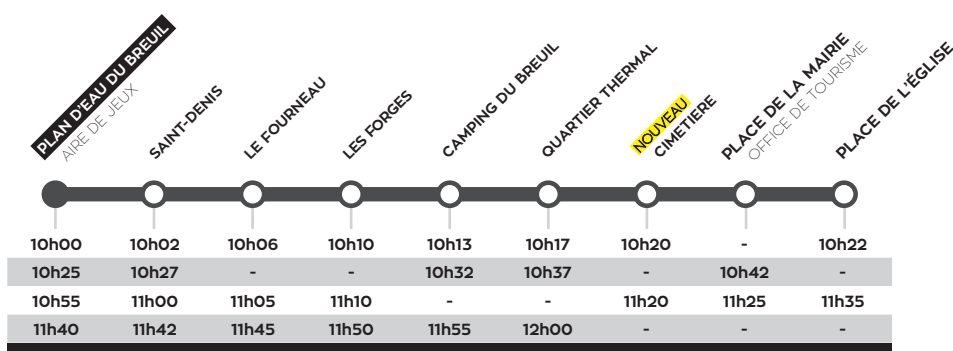 PLAN D'EAU DU BREUIL
AIRE DE JEUX
SAINT-DENIS
LE FOURNEAU
LES FORGES
CAMPING DU BREUIL
QUARTIER THERMAL
NOUVEAU
CIMETIERE
PLACE DE LA MAIRIE
OFFICE DE TOURISME
PLACE DE L'ÉGLISE
10h00 10h02 10h06 10h10 10h13 10h17 10h20 - 10h22
10h25 10h27 - - 10h32 10h37 - 10h42 -
10h55 11h00 11h05 11h10 - - 11h20 11h25 11h35
11h40 11h42 11h45 11h50 11h55 12h00 - - -